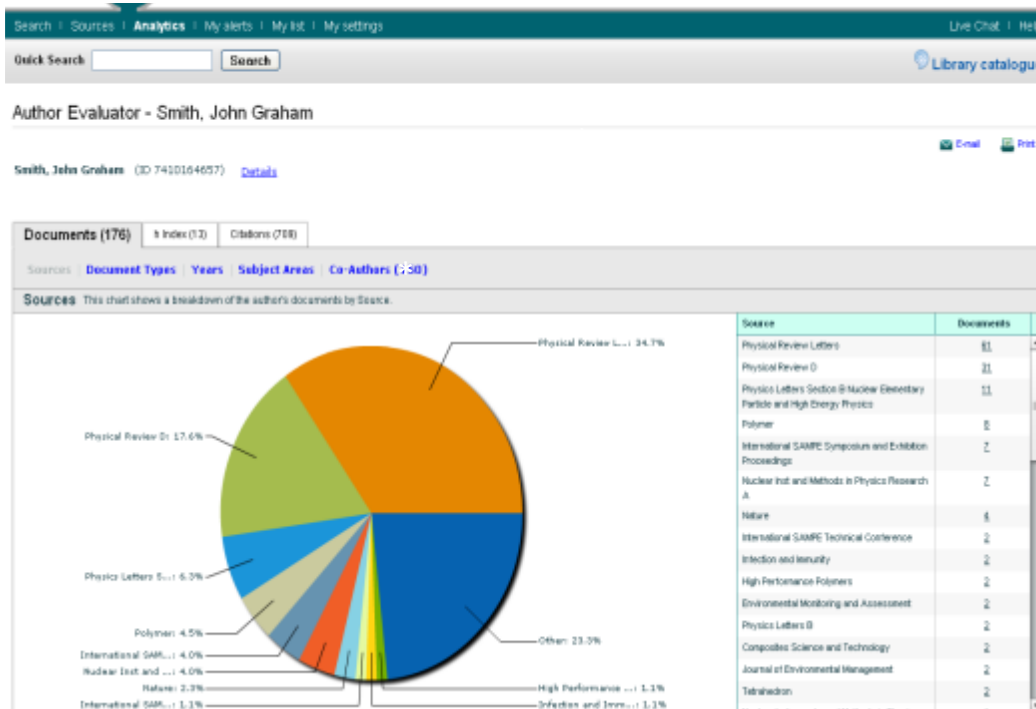 Search | Sources | Analytics | My alerts | My list | My settings
Live Chat | Hel
Quick Search
Search
Library catalogu
Author Evaluator - Smith, John Graham
E-mail
Print
Smith, John Graham (ID 7410164657) Details
Documents (176)
h Index (13)
Citations (708)
Sources | Document Types | Years | Subject Areas | Co-Authors
Sources This chart shows a breakdown of the author's documents by Source.
Physical Review L...: 34.7%
Physical Review D: 17.6%
Physics Letters S...: 6.3%
Polymer: 4.5%
International SAM...: 4.0%
Nuclear Inst and ...: 4.0%
Nature: 2.3%
International SAM...: 1.1%
Other: 23.3%
High Performance ...: 1.1%
Infection and Imm...: 1.1%
Source Documents
Physical Review Letters 61
Physical Review D 31
Physics Letters Section B Nuclear Elementary 11
Particle and High Energy Physics
Polymer 8
International SAMPE Symposium and Exhibition 7
Proceedings
Nuclear Inst and Methods in Physics Research 7
A
Nature 4
International SAMPE Technical Conference 2
Infection and Immunity 2
High Performance Polymers 2
Environmental Monitoring and Assessment 2
Physics Letters B 2
Composites Science and Technology 2
Journal of Environmental Management 2
Tetrahedron 2